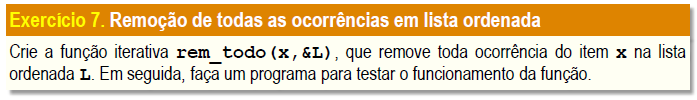 Exercício 7. Remoção de todas as ocorrências em lista ordenada
Crie a função iterativa rem_todo(x,&L), que remove toda ocorrência do item x na lista
ordenada L. Em seguida, faça um programa para testar o funcionamento da função.